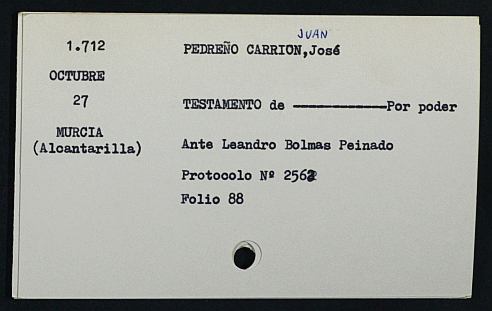 1.712
OCTUBRE
27
MURCIA
(Alcantarilla)
JUAN
PEDREÑO CARRION,José
TESTAMENTO de ————————Por poder
Ante Leandro Bolmas Peinado
Protocolo Nº 2562
Folio 88